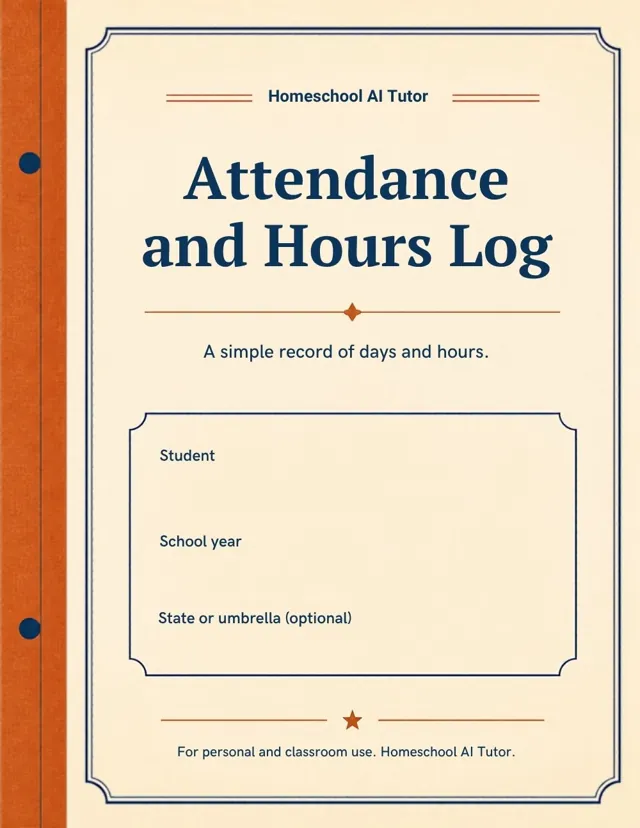 Homeschool AI Tutor
Attendance
and Hours Log
A simple record of days and hours.
Student
School year
State or umbrella (optional)
For personal and classroom use. Homeschool AI Tutor.